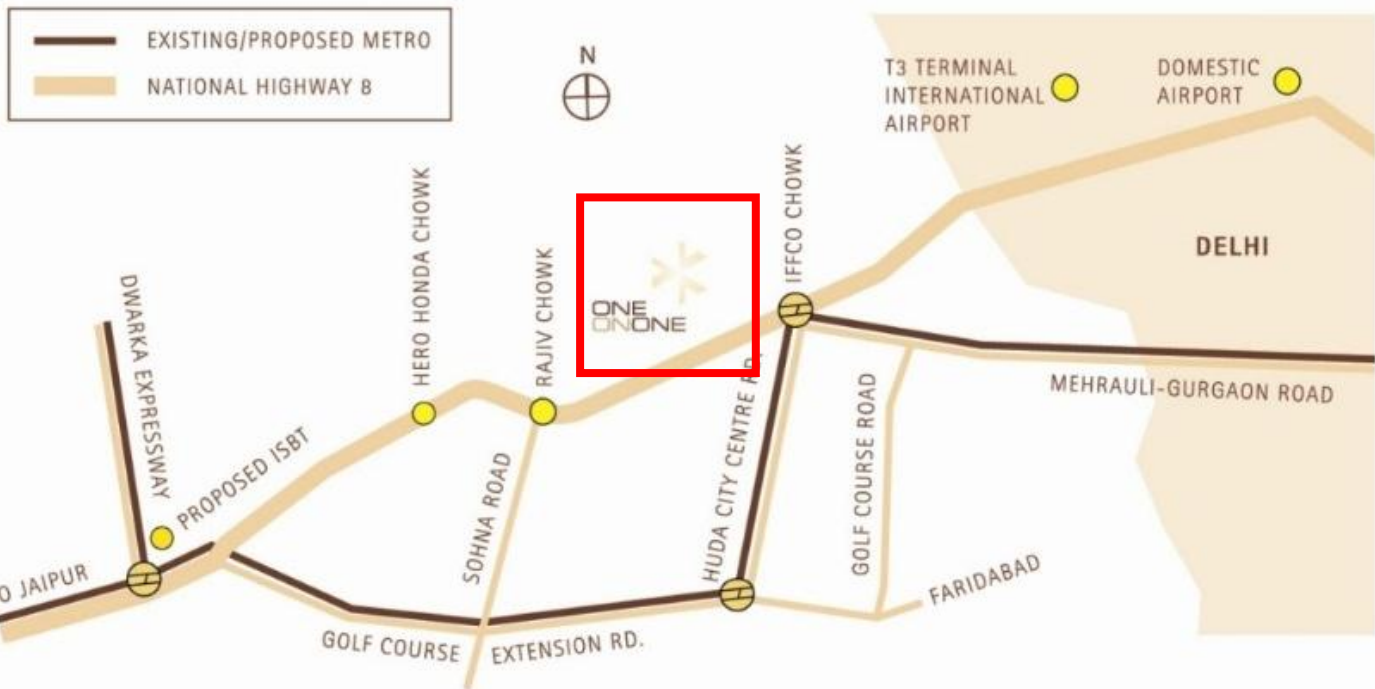 EXISTING/PROPOSED METRO
NATIONAL HIGHWAY 8
N
T3 TERMINAL
INTERNATIONAL
AIRPORT
DOMESTIC
AIRPORT
DELHI
IFFCO CHOWK
HERO HONDA CHOWK
RAJIV CHOWK
ONE
ONONE
DWARKA EXPRESSWAY
PROPOSED ISBT
SOHNA ROAD
HUDA CITY CENTRE RD.
GOLF COURSE ROAD
MEHRAULI-GURGAON ROAD
FARIDABAD
O JAIPUR
GOLF COURSE EXTENSION RD.